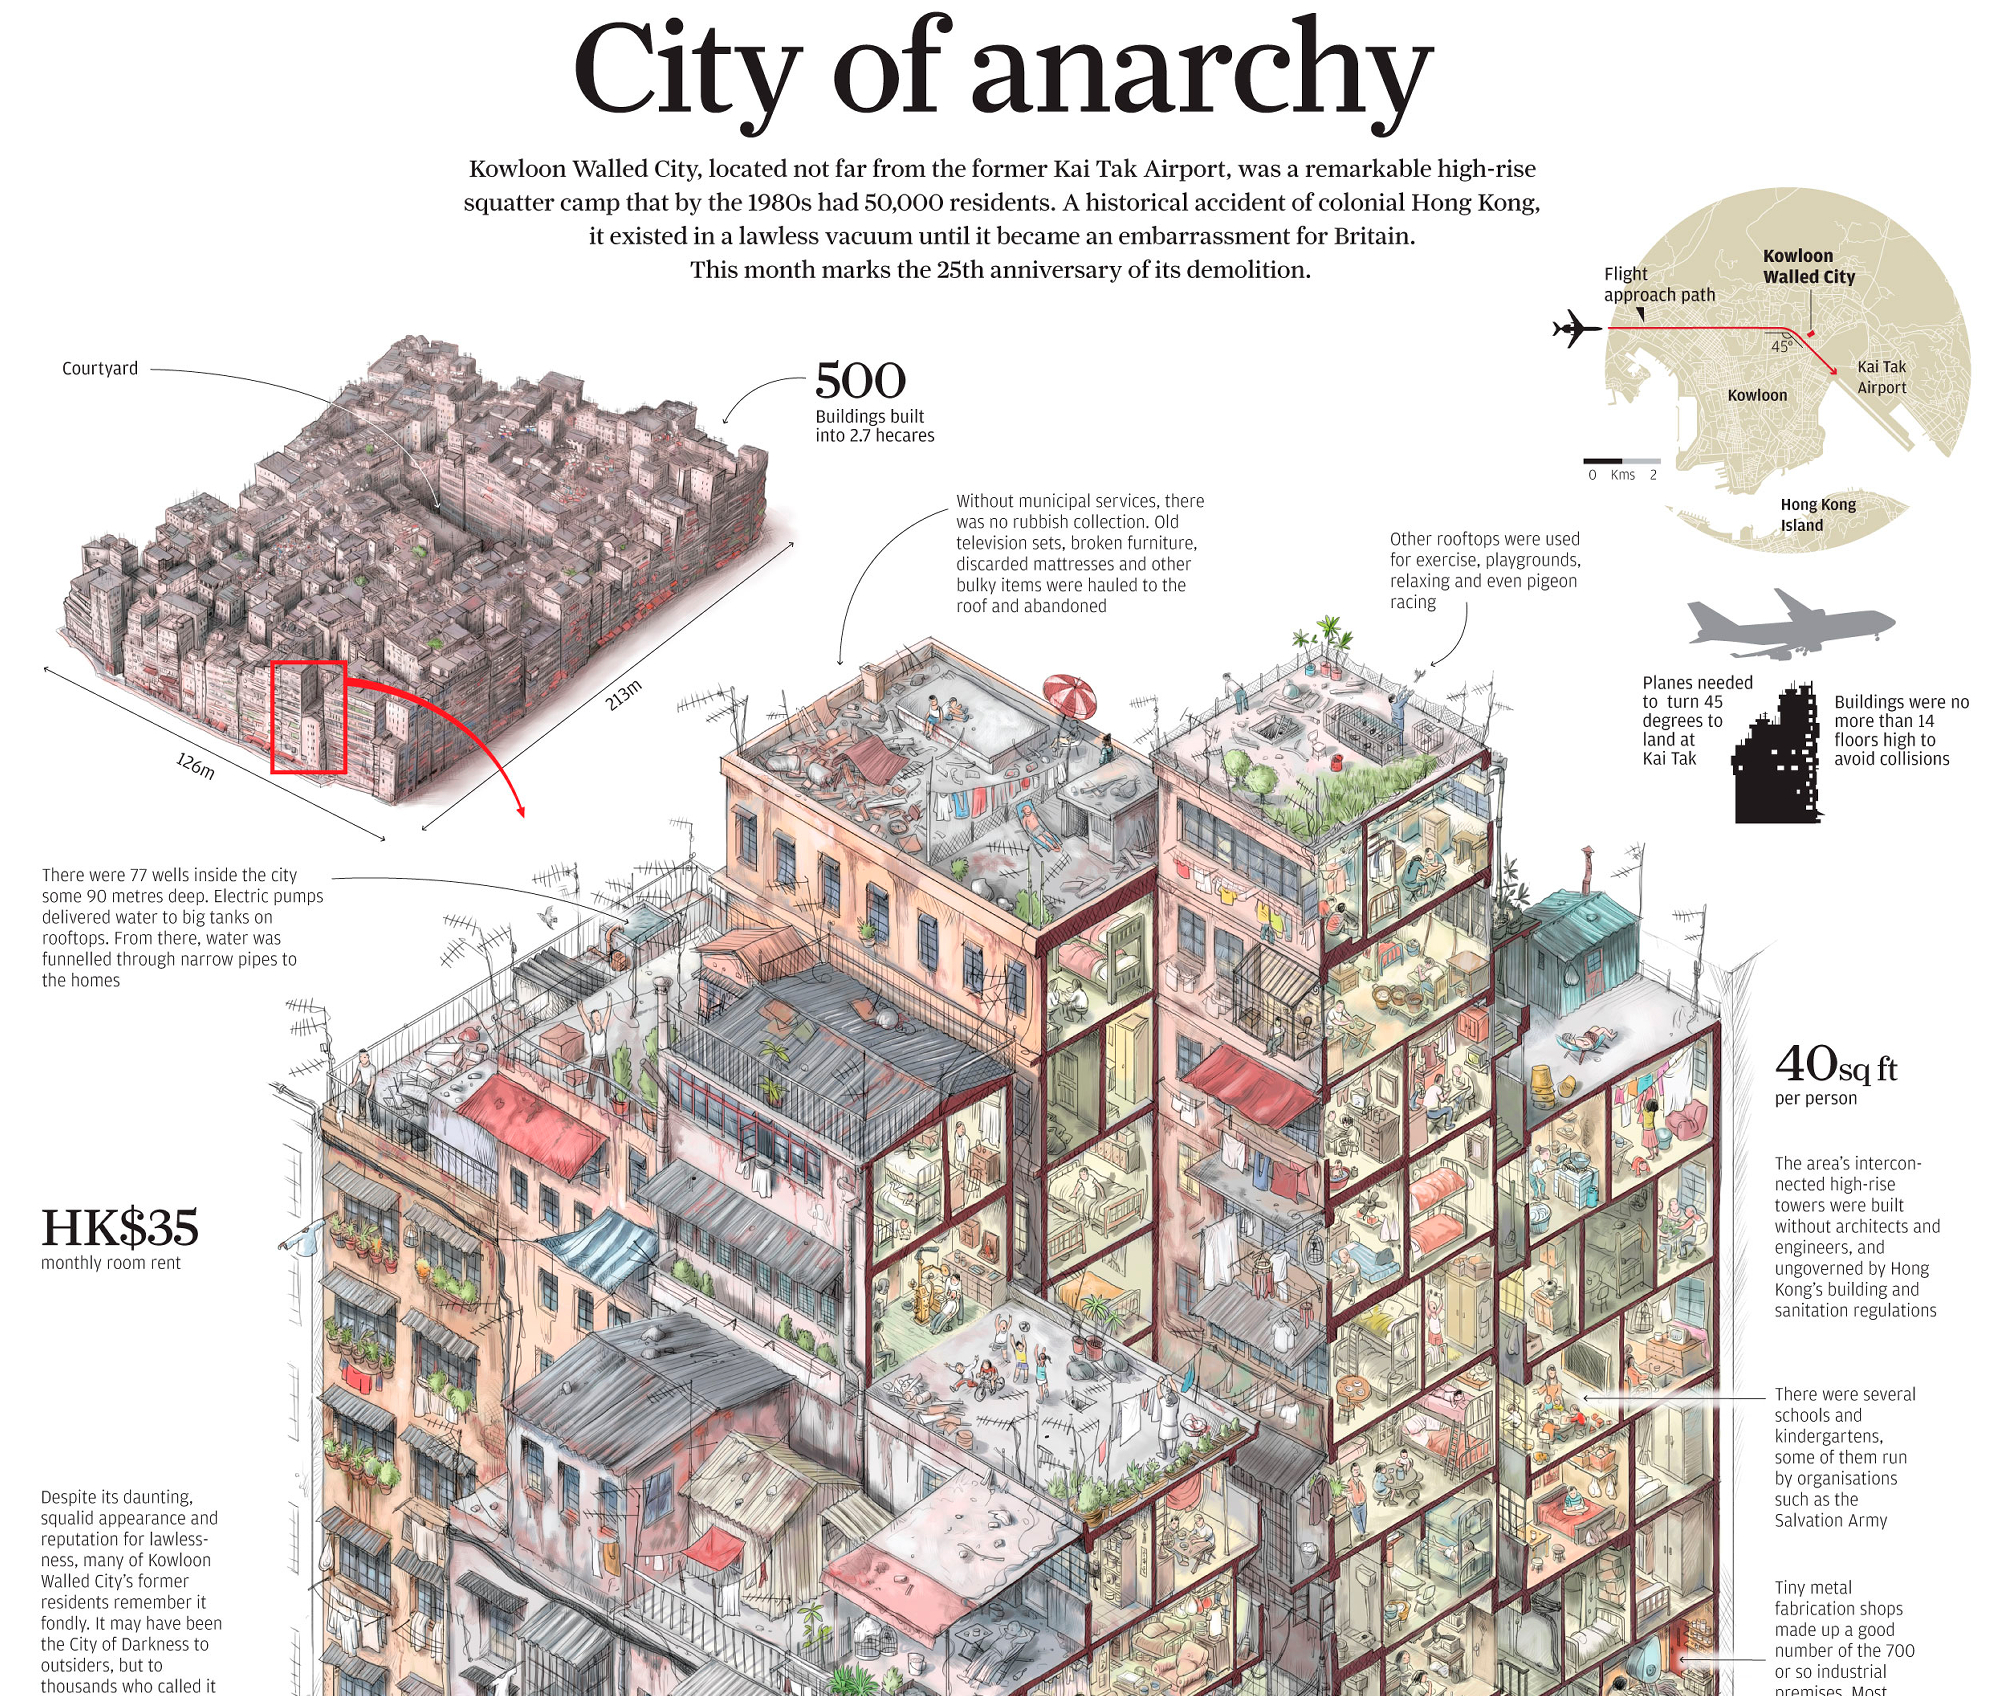 City of anarchy
Kowloon Walled City, located not far from the former Kai Tak Airport, was a remarkable high-rise
squatter camp that by the 1980s had 50,000 residents. A historical accident of colonial Hong Kong,
it existed in a lawless vacuum until it became an embarrassment for Britain.
This month marks the 25th anniversary of its demolition.
Courtyard
500
Buildings built
into 2.7 hecares
126m
213m
Flight
approach path
Kowloon
Walled City
45°
Kai Tak
Airport
Kowloon
0 Kms 2
Hong Kong
Island
Without municipal services, there
was no rubbish collection. Old
television sets, broken furniture,
discarded mattresses and other
bulky items were hauled to the
roof and abandoned
Other rooftops were used
for exercise, playgrounds,
relaxing and even pigeon
racing
Planes needed
to turn 45
degrees to
land at
Kai Tak
Buildings were no
more than 14
floors high to
avoid collisions
There were 77 wells inside the city
some 90 metres deep. Electric pumps
delivered water to big tanks on
rooftops. From there, water was
funnelled through narrow pipes to
the homes
40sq ft
per person
The area's intercon-
nected high-rise
towers were built
without architects and
engineers, and
ungoverned by Hong
Kong's building and
sanitation regulations
HK$35
monthly room rent
There were several
schools and
kindergartens,
some of them run
by organisations
such as the
Salvation Army
Despite its daunting,
squalid appearance and
reputation for lawless-
ness, many of Kowloon
Walled City's former
residents remember it
fondly. It may have been
the City of Darkness to
outsiders, but to
thousands who called it
Tiny metal
fabrication shops
made up a good
number of the 700
or so industrial
premises. Most